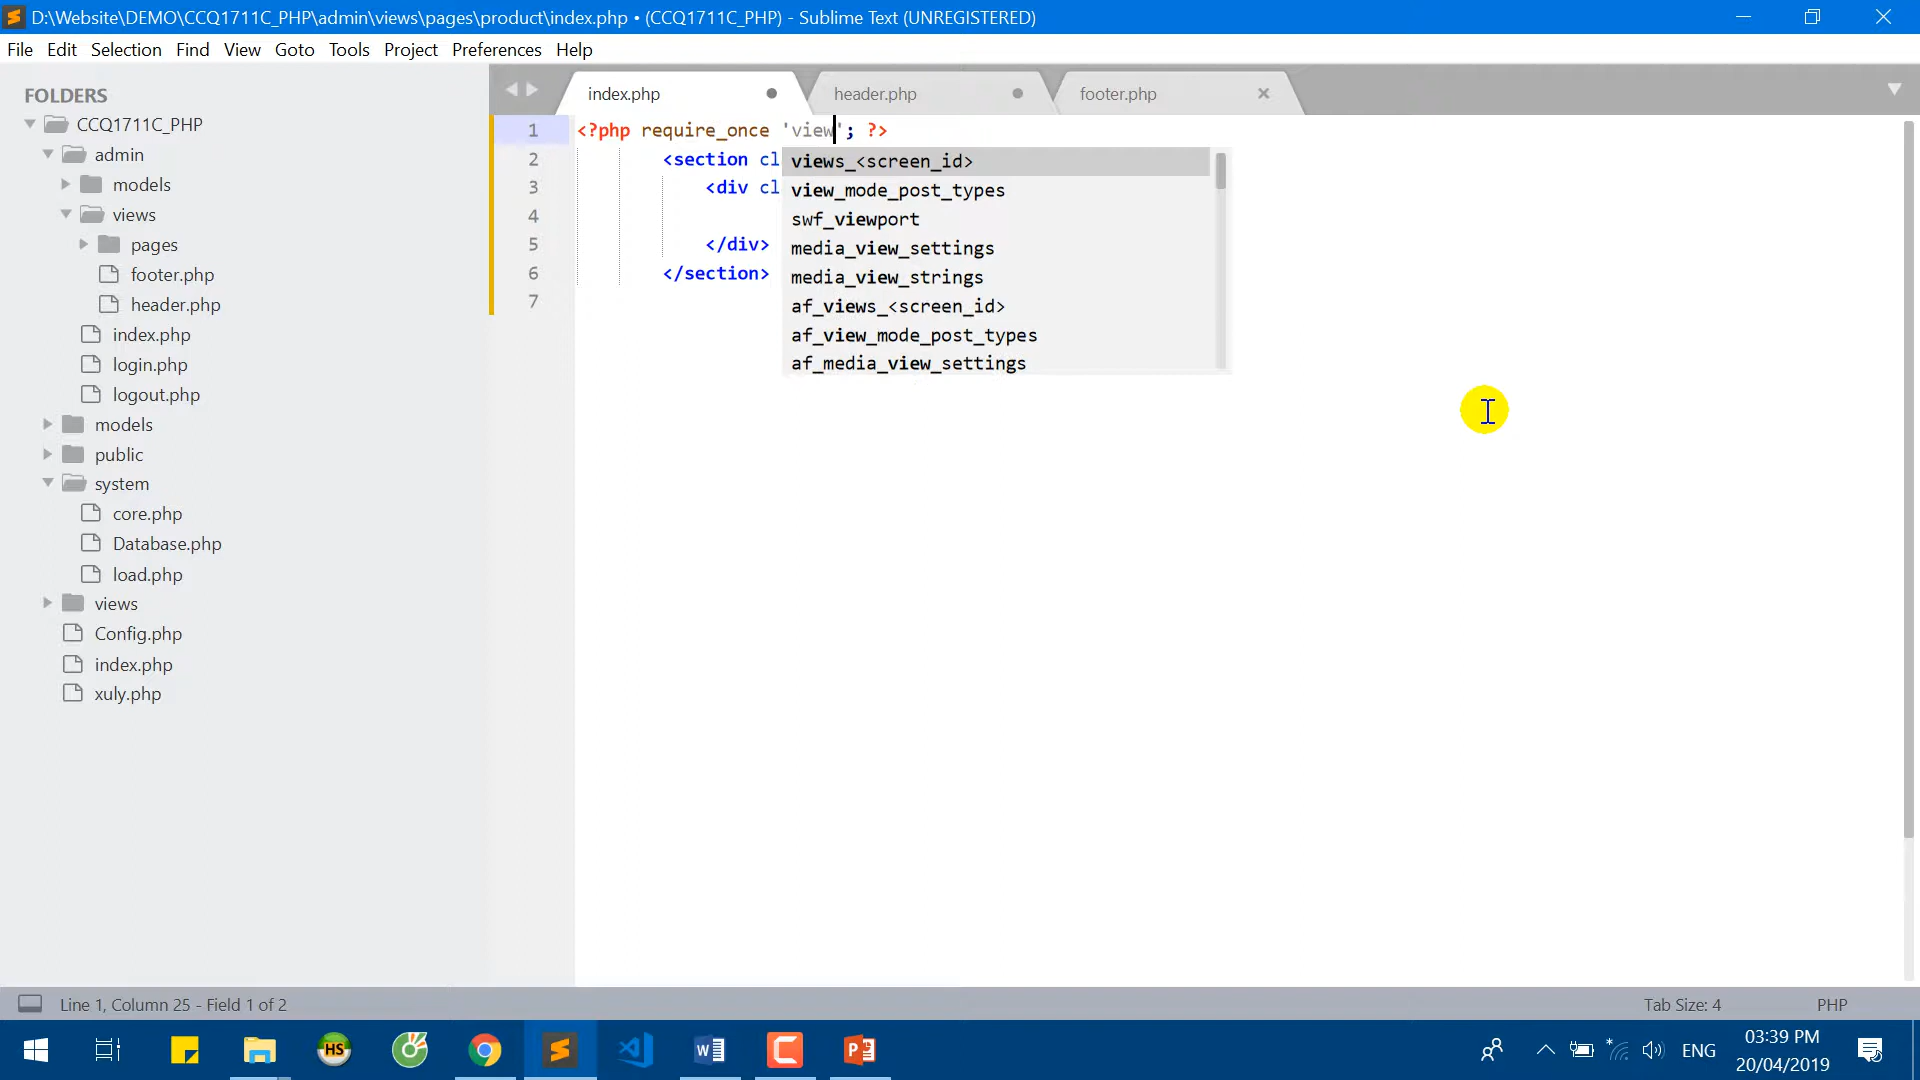 D:\Website\DEMO\CCQ1711C_PHP\admin\views\pages\product\index.php • (CCQ1711C_PHP) - Sublime Text (UNREGISTERED)
File Edit Selection Find View Goto Tools Project Preferences Help
FOLDERS
CCQ1711C_PHP
admin
models
views
pages
footer.php
header.php
index.php
login.php
logout.php
models
public
system
core.php
Database.php
load.php
views
Config.php
index.php
xuly.php
index.php header.php footer.php
1 <?php require_once 'view'; ?>
2 <section cl
3 <div cl
4
5 </div>
6 </section>
7
views_<screen_id>
view_mode_post_types
swf_viewport
media_view_settings
media_view_strings
af_views_<screen_id>
af_view_mode_post_types
af_media_view_settings
Line 1, Column 25 - Field 1 of 2 Tab Size: 4 PHP
HS
ENG
03:39 PM
20/04/2019